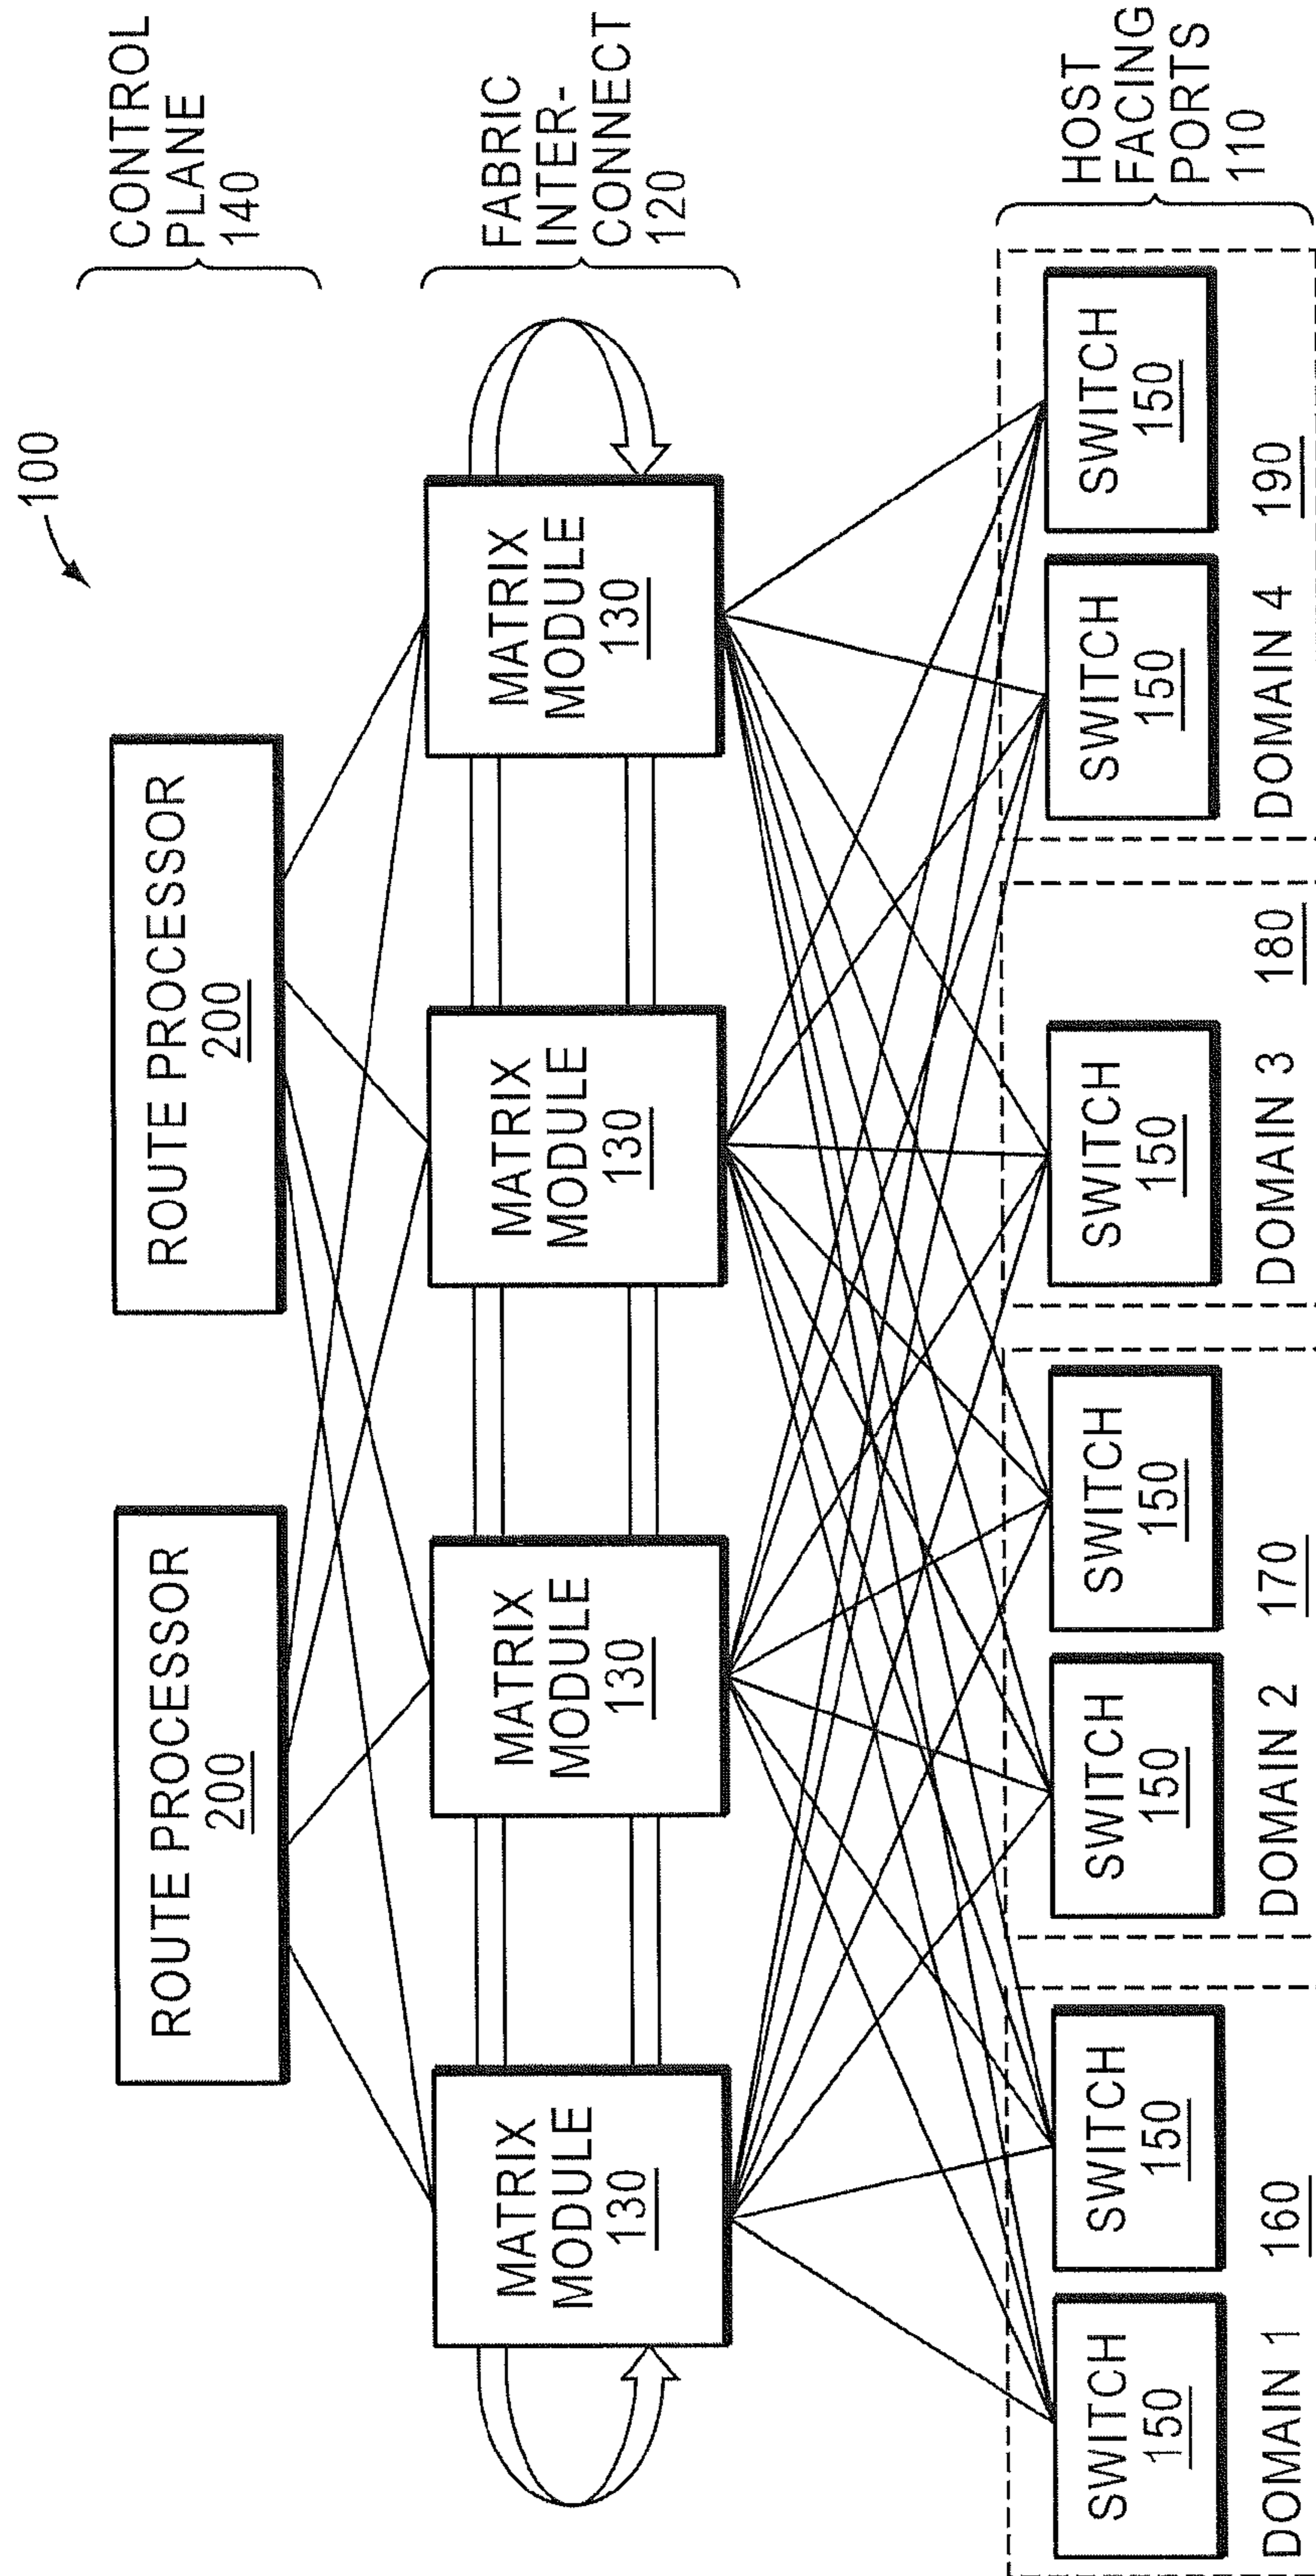 100
ROUTE PROCESSOR
200
ROUTE PROCESSOR
200
CONTROL
PLANE
140
MATRIX
MODULE
130
MATRIX
MODULE
130
MATRIX
MODULE
130
MATRIX
MODULE
130
FABRIC
INTER-
CONNECT
120
SWITCH
150
SWITCH
150
SWITCH
150
SWITCH
150
SWITCH
150
SWITCH
150
SWITCH
150
HOST
FACING
PORTS
110
DOMAIN 1 160
DOMAIN 2 170
DOMAIN 3 180
DOMAIN 4 190